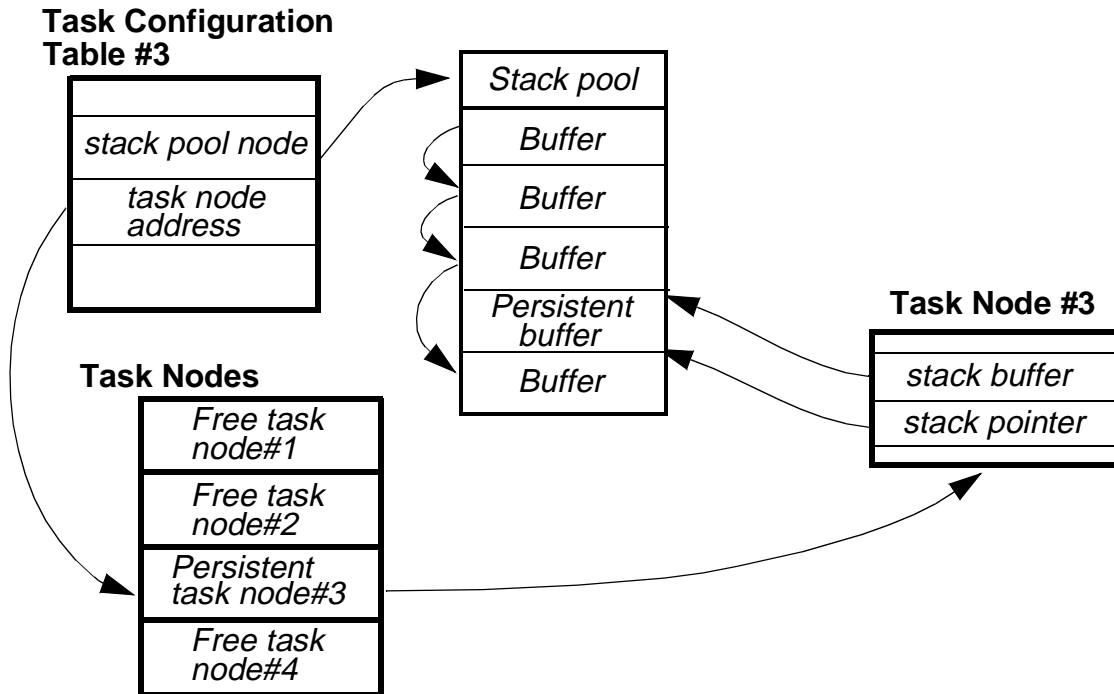 Task Configuration
Table #3
stack pool node
task node
address
Stack pool
Buffer
Buffer
Buffer
Persistent
buffer
Buffer
Task Node #3
stack buffer
stack pointer
Task Nodes
Free task
node#1
Free task
node#2
Persistent
task node#3
Free task
node#4